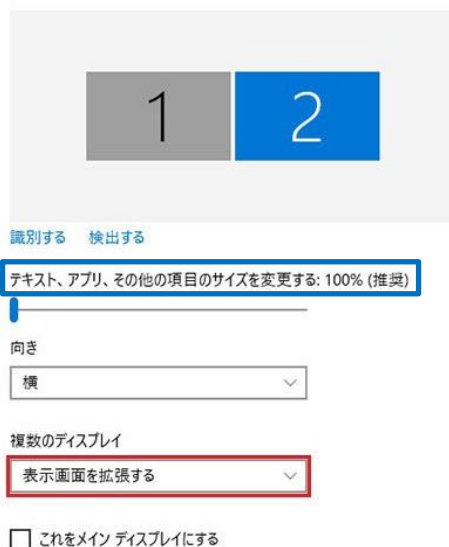 1 2
識別する 検出する
テキスト、アプリ、その他の項目のサイズを変更する: 100% (推奨)
向き
横
複数のディスプレイ
表示画面を拡張する
これをメイン ディスプレイにする